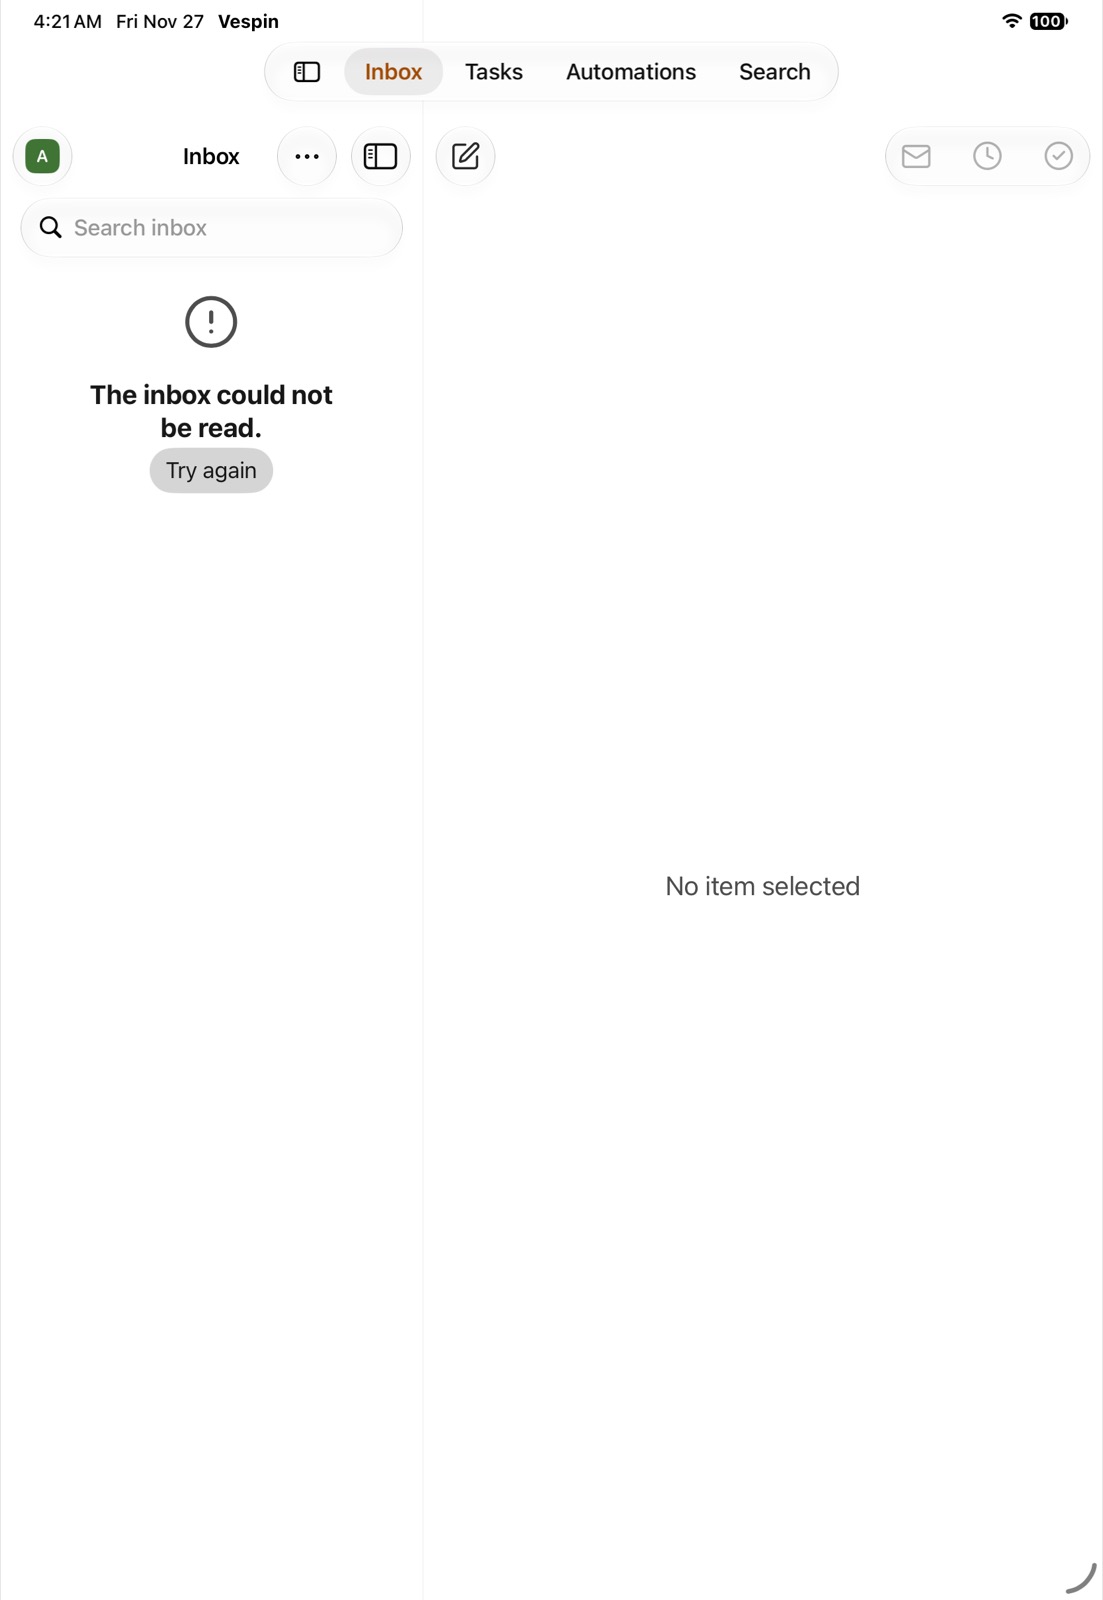 4:21 AM Fri Nov 27 Vespin
100
Inbox Tasks Automations Search
A Inbox
Search inbox
The inbox could not
be read.
Try again
No item selected